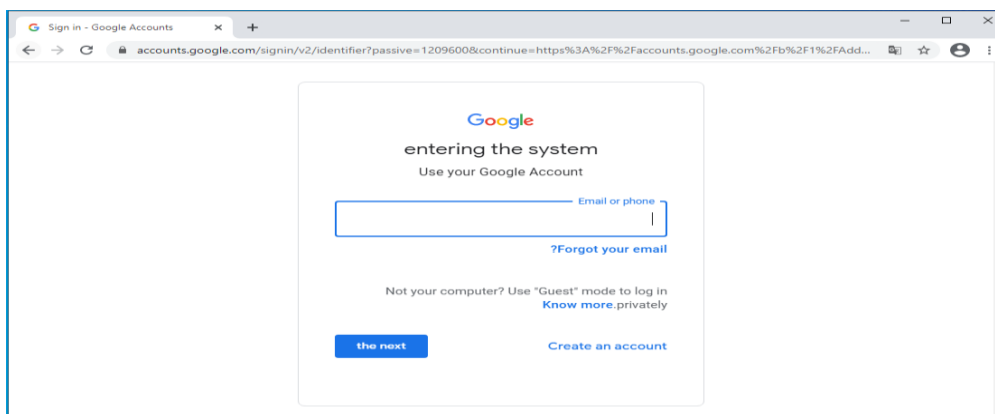 Sign in - Google Accounts
accounts.google.com/signin/v2/identifier?passive=1209600&continue=https%3A%2F%2Faccounts.google.com%2Fb%2F1%2FAdd...
Google
entering the system
Use your Google Account
Email or phone
?Forgot your email
Not your computer? Use "Guest" mode to log in
Know more.privately
the next
Create an account